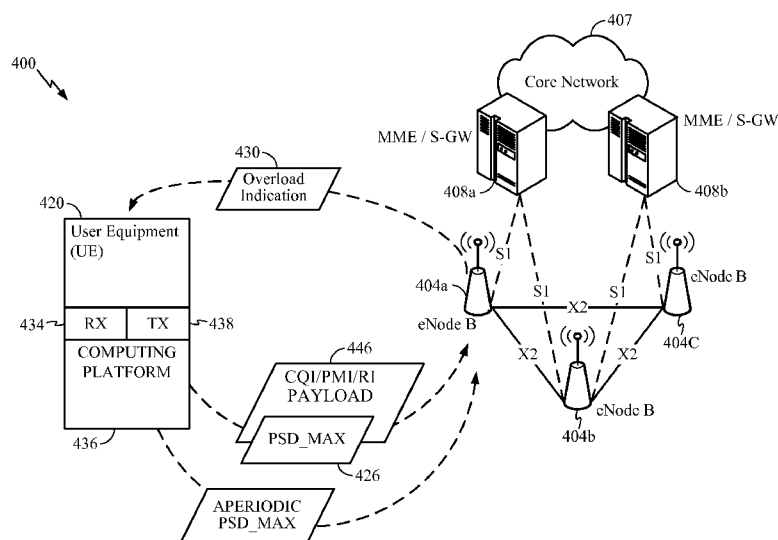 400
407
Core Network
MME / S-GW
MME / S-GW
408a
408b
430
Overload
Indication
420
User Equipment
(UE)
434
RX
TX
438
COMPUTING
PLATFORM
436
446
CQI/PMI/RI
PAYLOAD
PSD_MAX
426
APERIODIC
PSD_MAX
404a
eNode B
S1
S1
S1
S1
X2
X2
X2
eNode B
404C
eNode B
404b